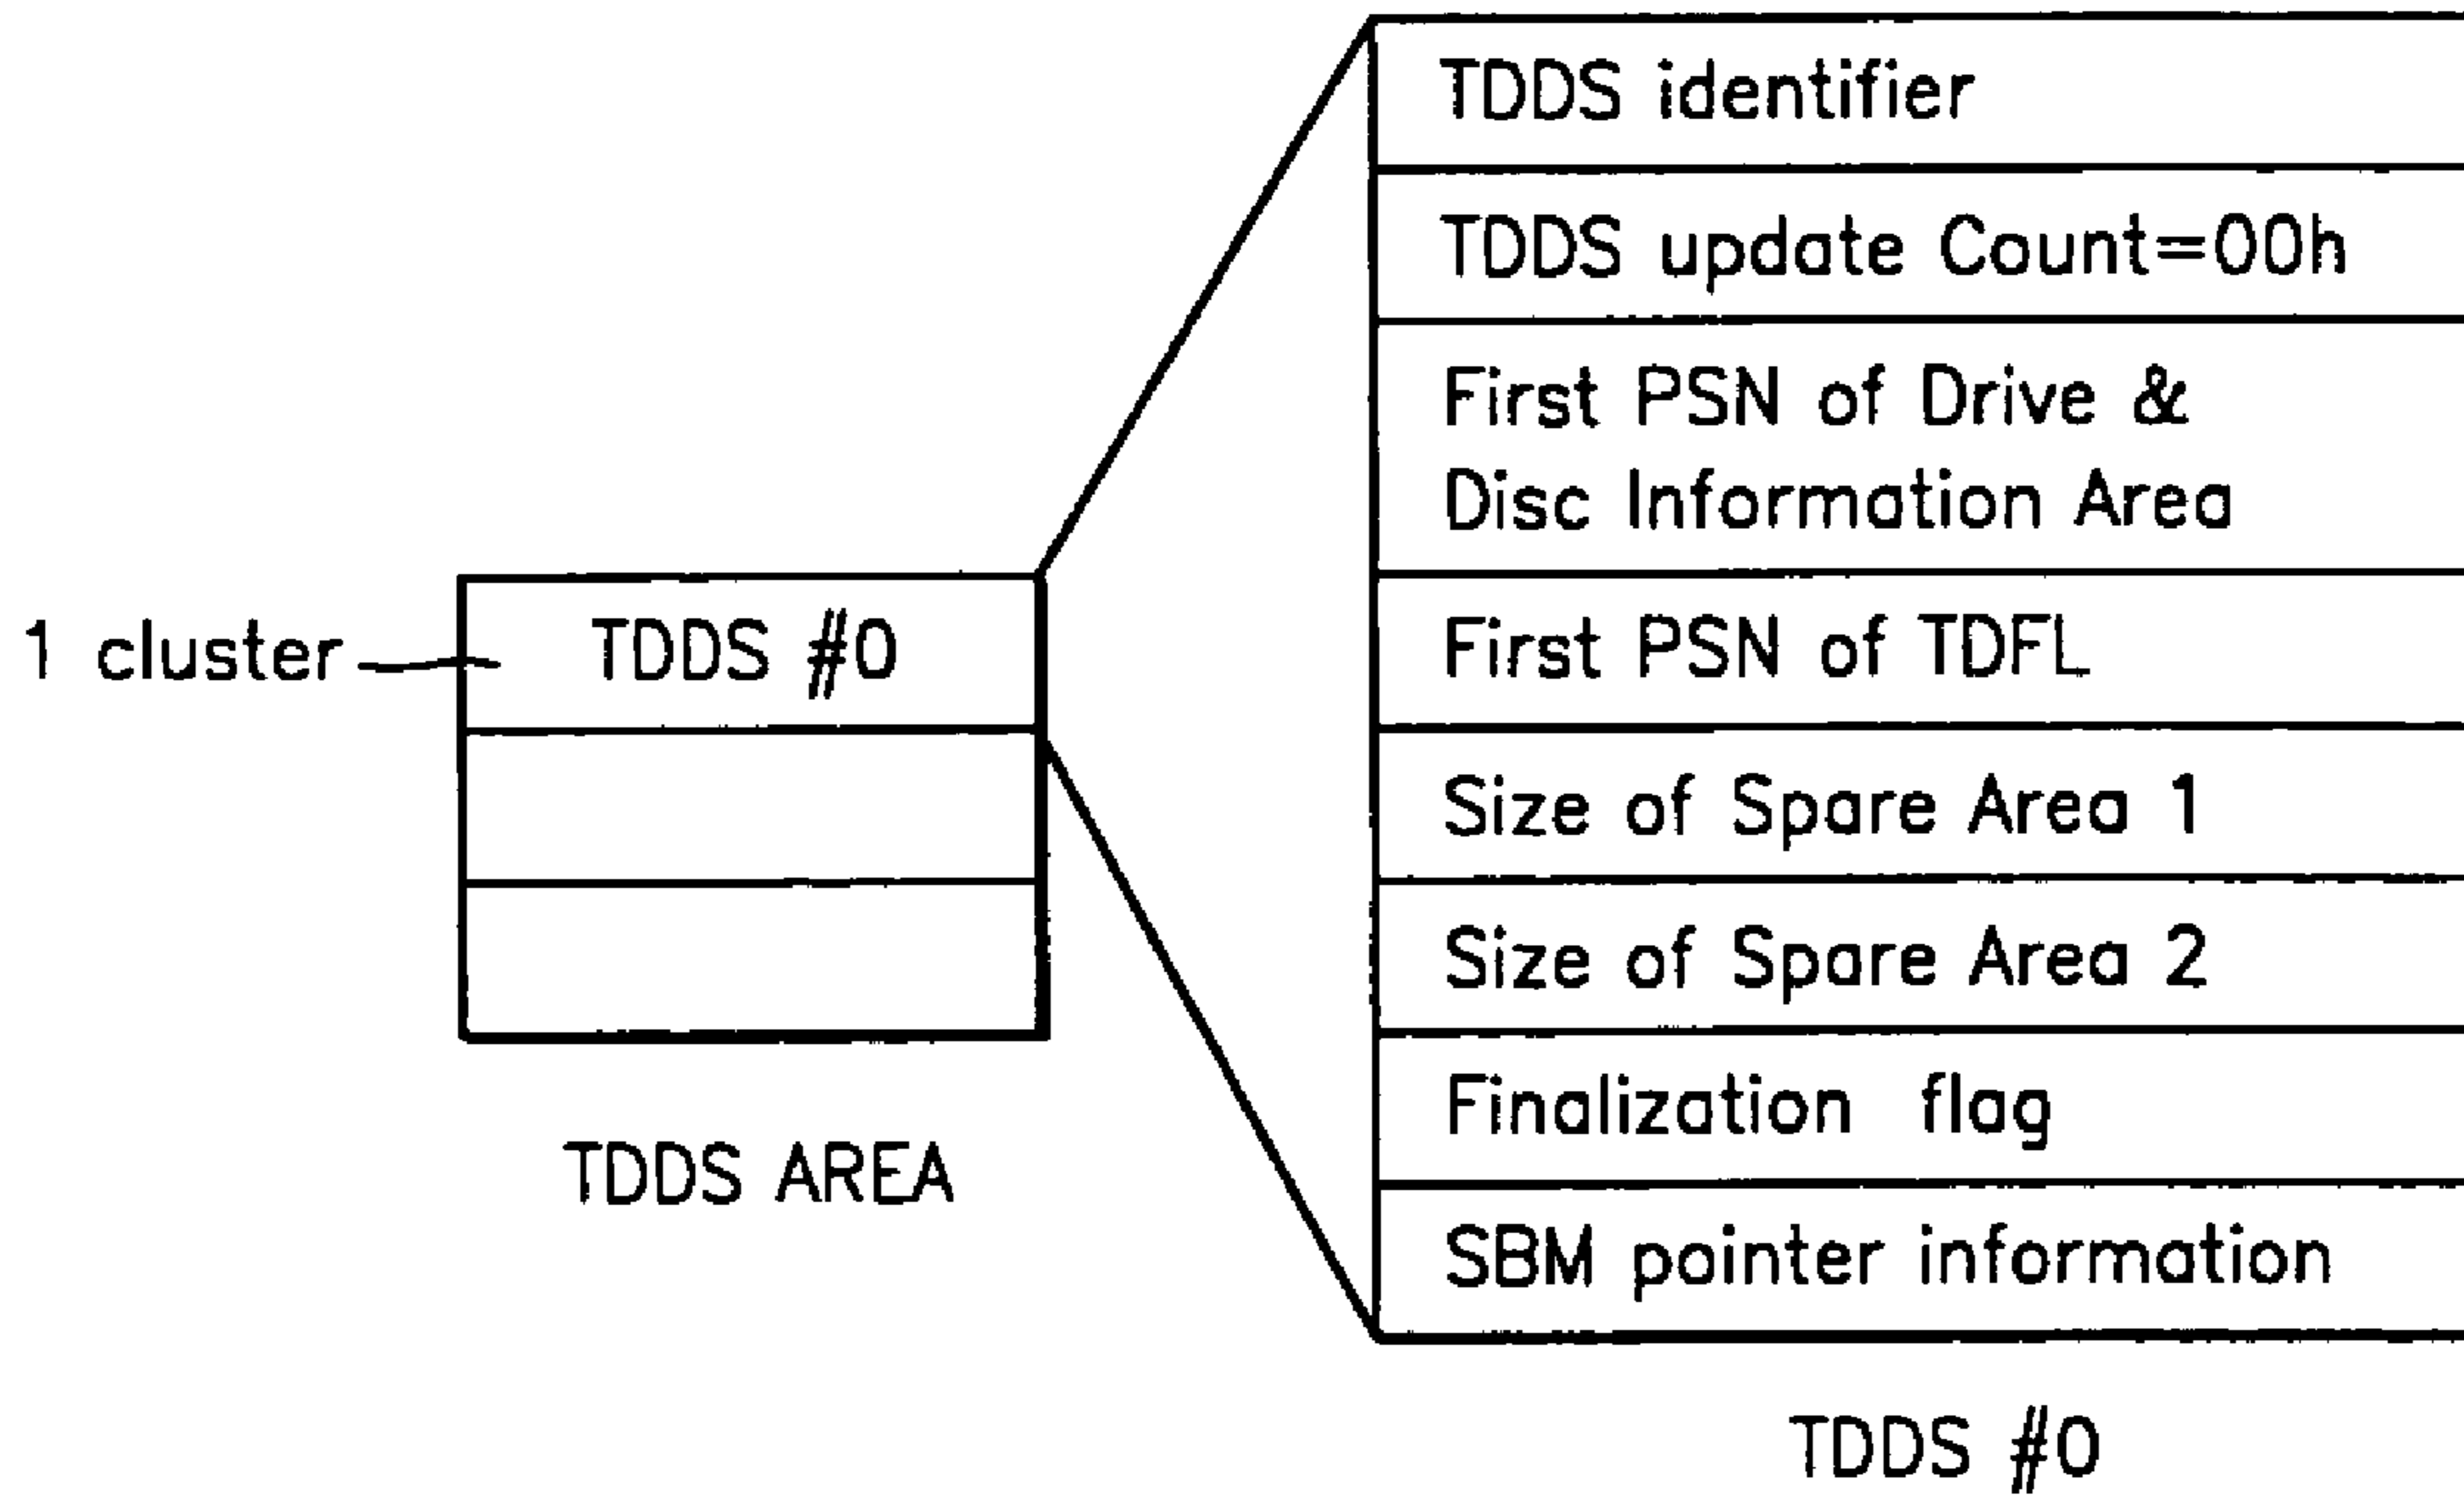 1 cluster
TDDS #0
TDDS AREA
TDDS identifier
TDDS update Count=00h
First PSN of Drive &
Disc Information Area
First PSN of TDFL
Size of Spare Area 1
Size of Spare Area 2
Finalization flag
SBM pointer information
TDDS #0